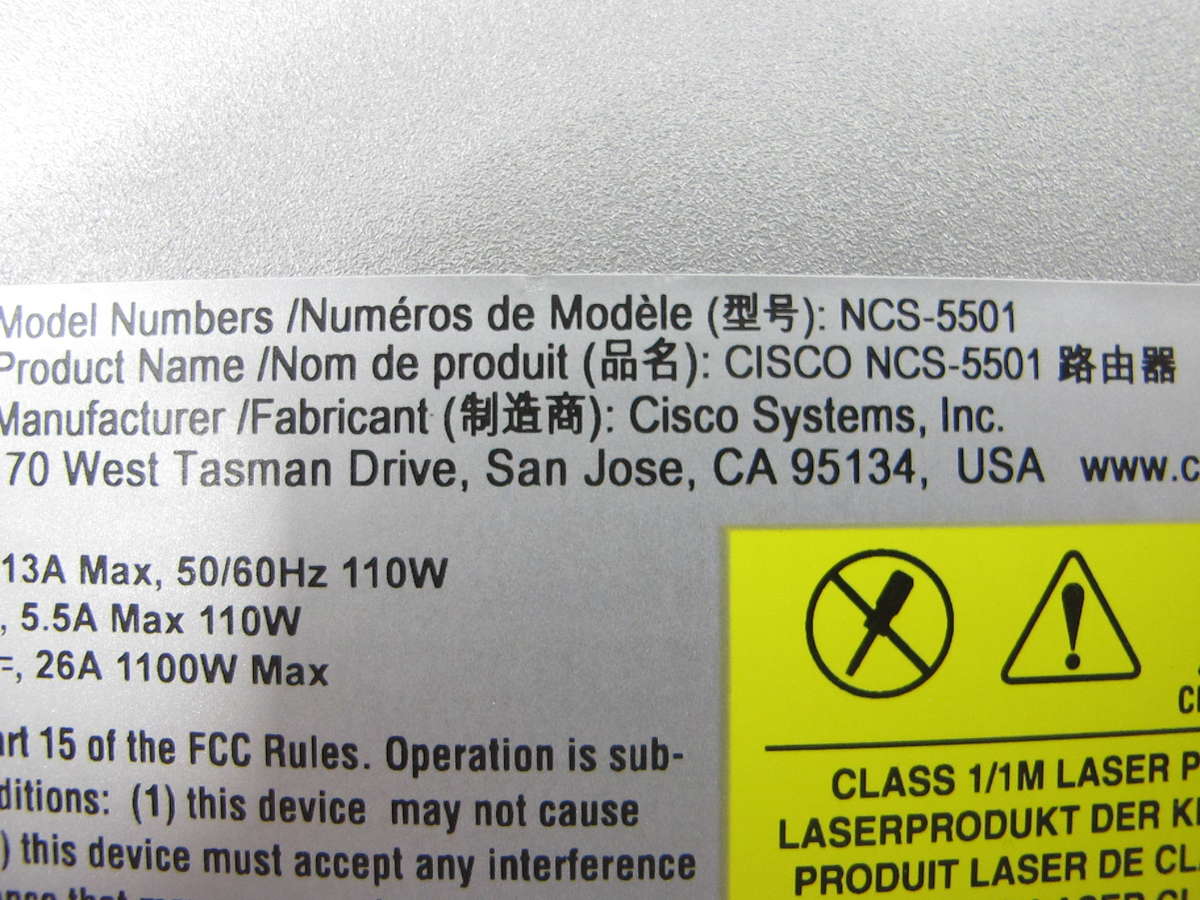 Model Numbers /Numéros de Modèle (型号): NCS-5501
Product Name /Nom de produit (品名): CISCO NCS-5501 路由器
Manufacturer /Fabricant (制造商): Cisco Systems, Inc.
70 West Tasman Drive, San Jose, CA 95134, USA www.c
13A Max, 50/60Hz 110W
, 5.5A Max 110W
⎓, 26A 1100W Max
art 15 of the FCC Rules. Operation is sub-
ditions: (1) this device may not cause
) this device must accept any interference
CLASS 1/1M LASER P
LASERPRODUKT DER K
PRODUIT LASER DE CL